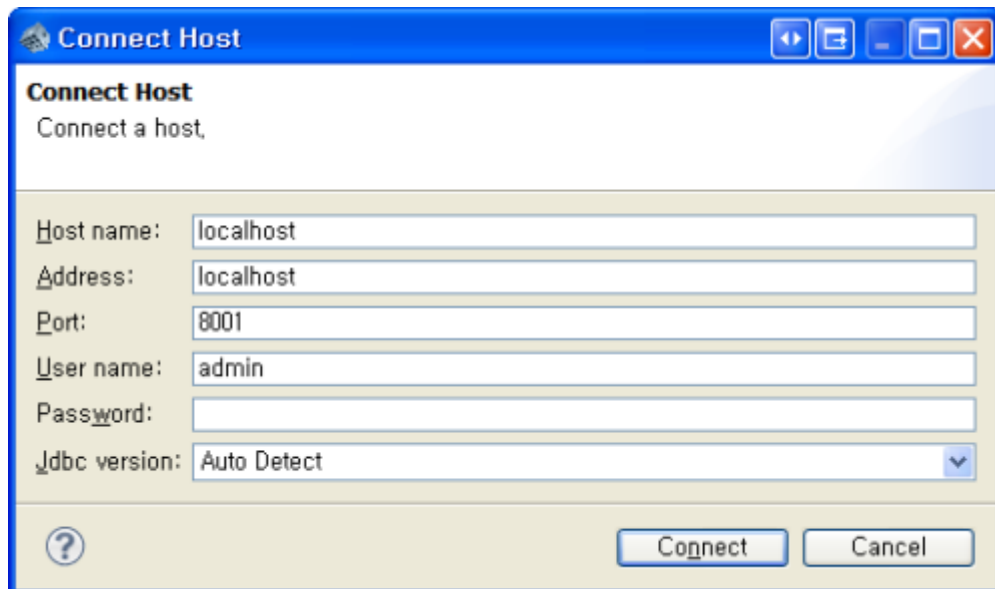 Connect Host
Connect Host
Connect a host.
Host name: localhost
Address: localhost
Port: 8001
User name: admin
Password:
Jdbc version: Auto Detect
? Connect Cancel